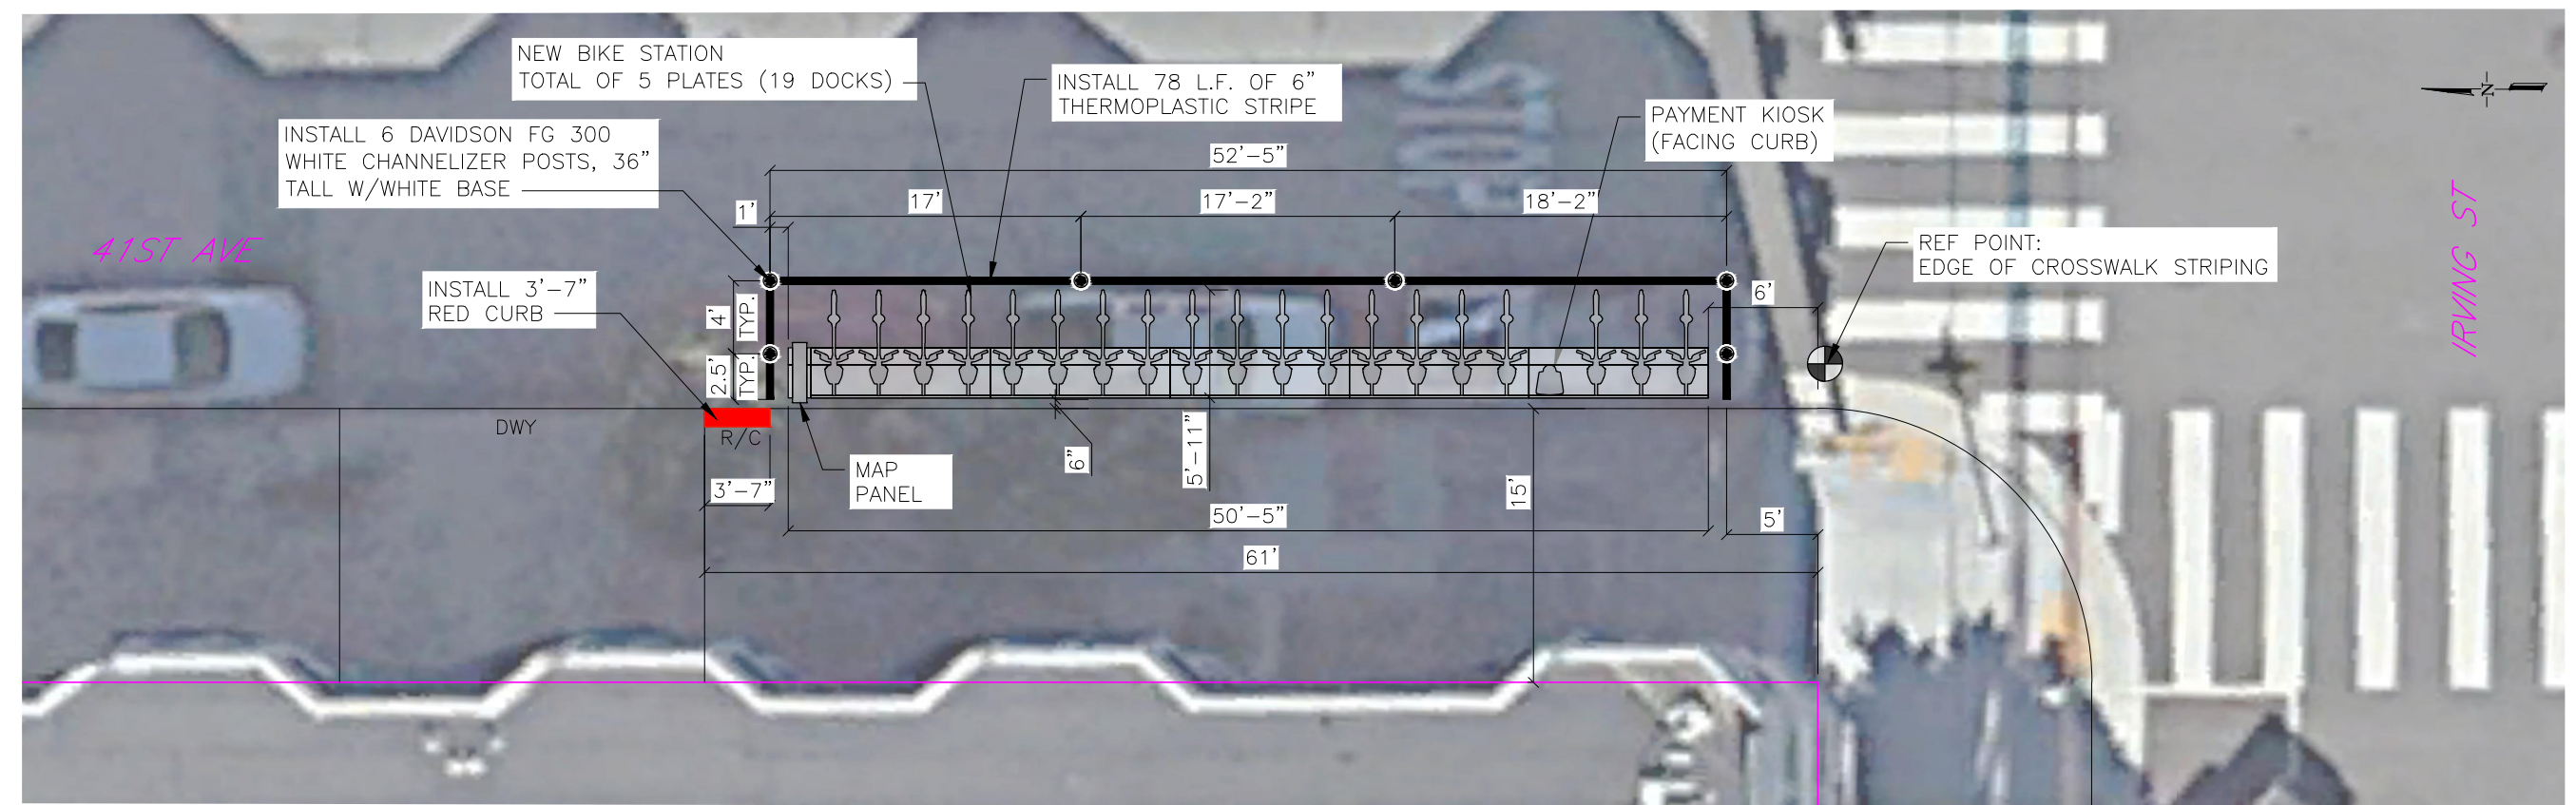 NEW BIKE STATION
TOTAL OF 5 PLATES (19 DOCKS)
INSTALL 78 L.F. OF 6"
THERMOPLASTIC STRIPE
PAYMENT KIOSK
(FACING CURB)
INSTALL 6 DAVIDSON FG 300
WHITE CHANNELIZER POSTS, 36"
TALL W/WHITE BASE
N
52'-5"
1'
17'
17'-2"
18'-2"
41ST AVE
IRVING ST
REF POINT:
EDGE OF CROSSWALK STRIPING
INSTALL 3'-7"
RED CURB
6'
4'
TYP.
2.5'
TYP.
DWY
R/C
MAP
PANEL
6"
5'-11"
15'
3'-7"
50'-5"
5'
61'